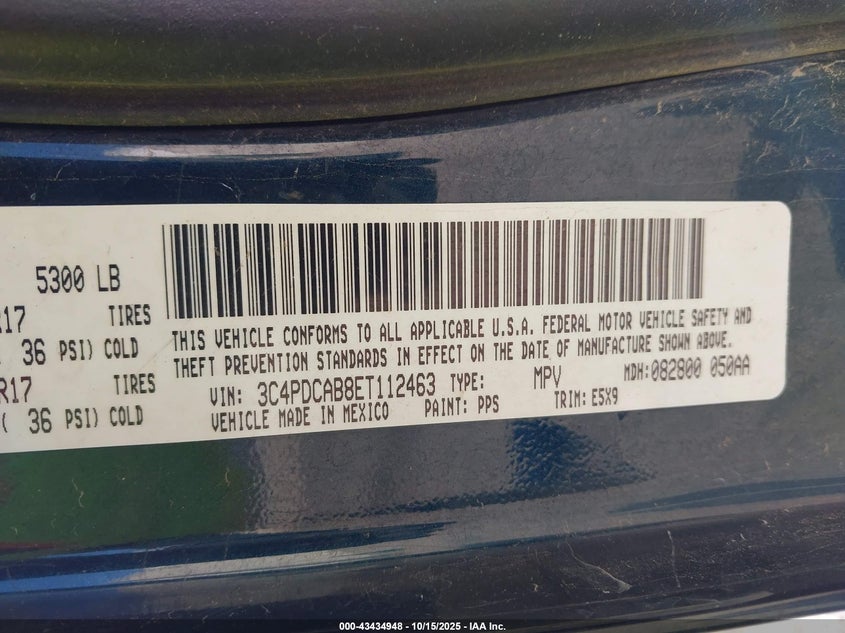 5300 LB
R17 TIRES
36 PSI) COLD
R17 TIRES
( 36 PSI) COLD
THIS VEHICLE CONFORMS TO ALL APPLICABLE U.S.A. FEDERAL MOTOR VEHICLE SAFETY AND
THEFT PREVENTION STANDARDS IN EFFECT ON THE DATE OF MANUFACTURE SHOWN ABOVE.
VIN: 3C4PDCAB8ET112463 TYPE: MPV MDH:082800 050AA
VEHICLE MADE IN MEXICO PAINT: PPS TRIM: E5X9
000-43434948 - 10/15/2025 - IAA Inc.